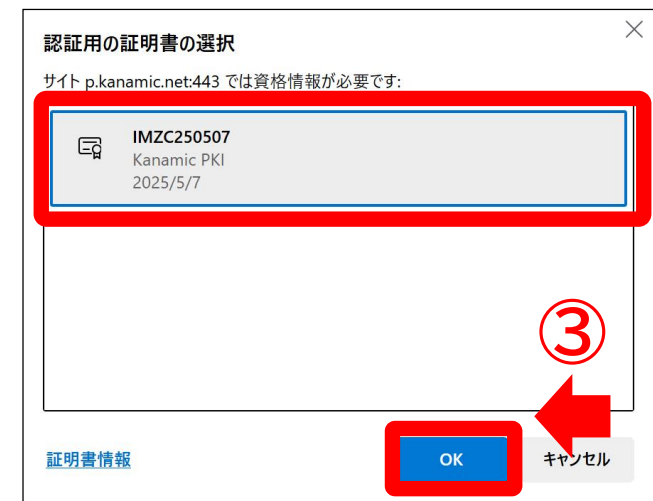 認証用の証明書の選択
サイト p.kanamic.net:443 では資格情報が必要です:
IMZC250507
Kanamic PKI
2025/5/7
③
証明書情報
OK
キャンセル